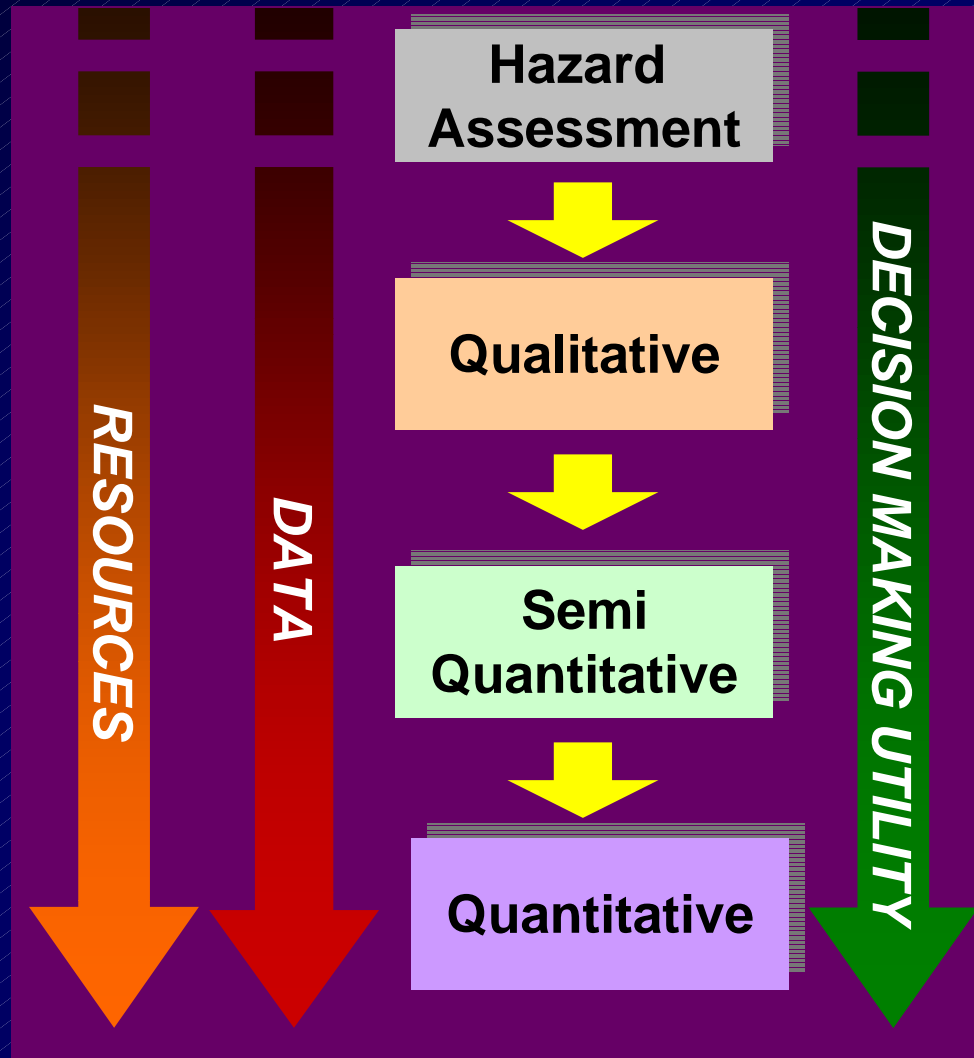 Hazard
Assessment
Qualitative
Semi
Quantitative
Quantitative
RESOURCES
DATA
DECISION MAKING UTILITY